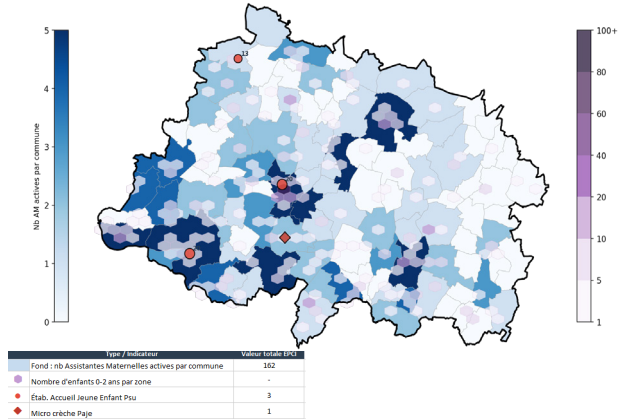 5
4
3
2
1
0
Nb AM actives par commune
13
100+
80
60
40
20
10
5
1
Type / Indicateur Valeur totale EPCI
Fond : nb Assistantes Maternelles actives par commune 162
Nombre d'enfants 0-2 ans par zone -
Étab. Accueil Jeune Enfant Psu 3
Micro crèche Paje 1